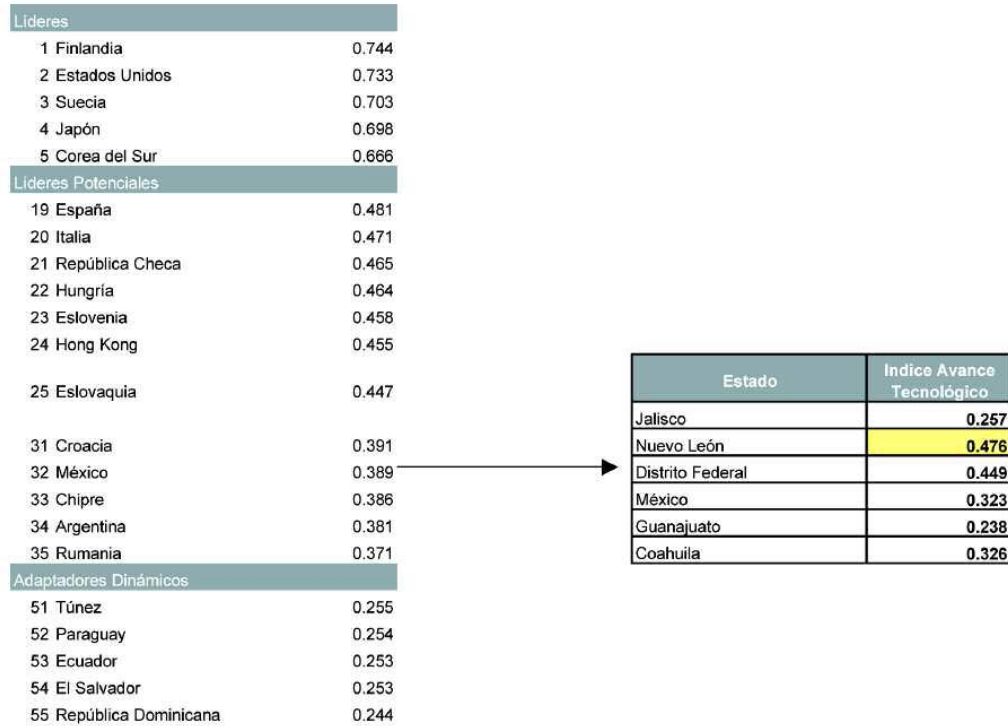 Lideres
1 Finlandia 0.744
2 Estados Unidos 0.733
3 Suecia 0.703
4 Japón 0.698
5 Corea del Sur 0.666
Lideres Potenciales
19 España 0.481
20 Italia 0.471
21 República Checa 0.465
22 Hungría 0.464
23 Eslovenia 0.458
24 Hong Kong 0.455
25 Eslovaquia 0.447
31 Croacia 0.391
32 México 0.389
33 Chipre 0.386
34 Argentina 0.381
35 Rumania 0.371
Adaptadores Dinámicos
51 Túnez 0.255
52 Paraguay 0.254
53 Ecuador 0.253
54 El Salvador 0.253
55 República Dominicana 0.244
Estado Indice Avance
Tecnológico
Jalisco 0.257
Nuevo León 0.476
Distrito Federal 0.449
México 0.323
Guanajuato 0.238
Coahuila 0.326